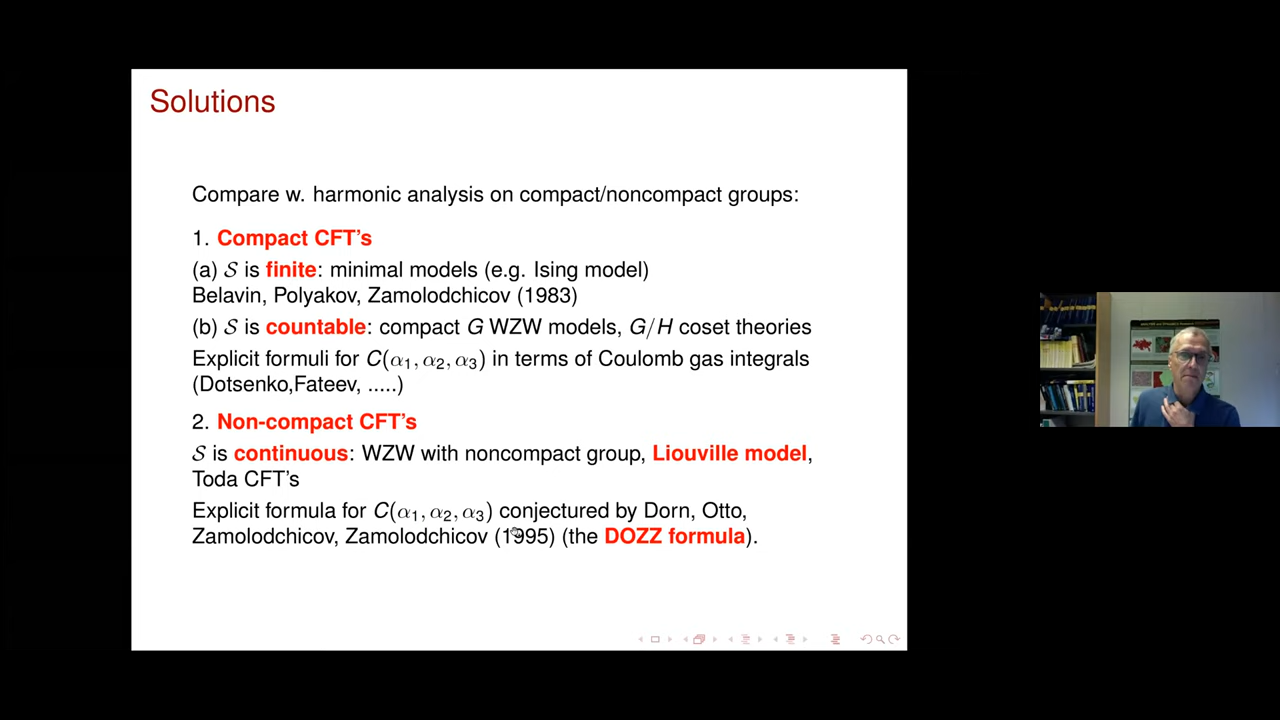 Solutions
Compare w. harmonic analysis on compact/noncompact groups:
1. Compact CFT's
(a) 𝒮 is finite: minimal models (e.g. Ising model)
Belavin, Polyakov, Zamolodchicov (1983)
(b) 𝒮 is countable: compact G WZW models, G/H coset theories
Explicit formuli for C(α₁, α₂, α₃) in terms of Coulomb gas integrals
(Dotsenko,Fateev, .....)
2. Non-compact CFT's
𝒮 is continuous: WZW with noncompact group, Liouville model,
Toda CFT's
Explicit formula for C(α₁, α₂, α₃) conjectured by Dorn, Otto,
Zamolodchicov, Zamolodchicov (1995) (the DOZZ formula).